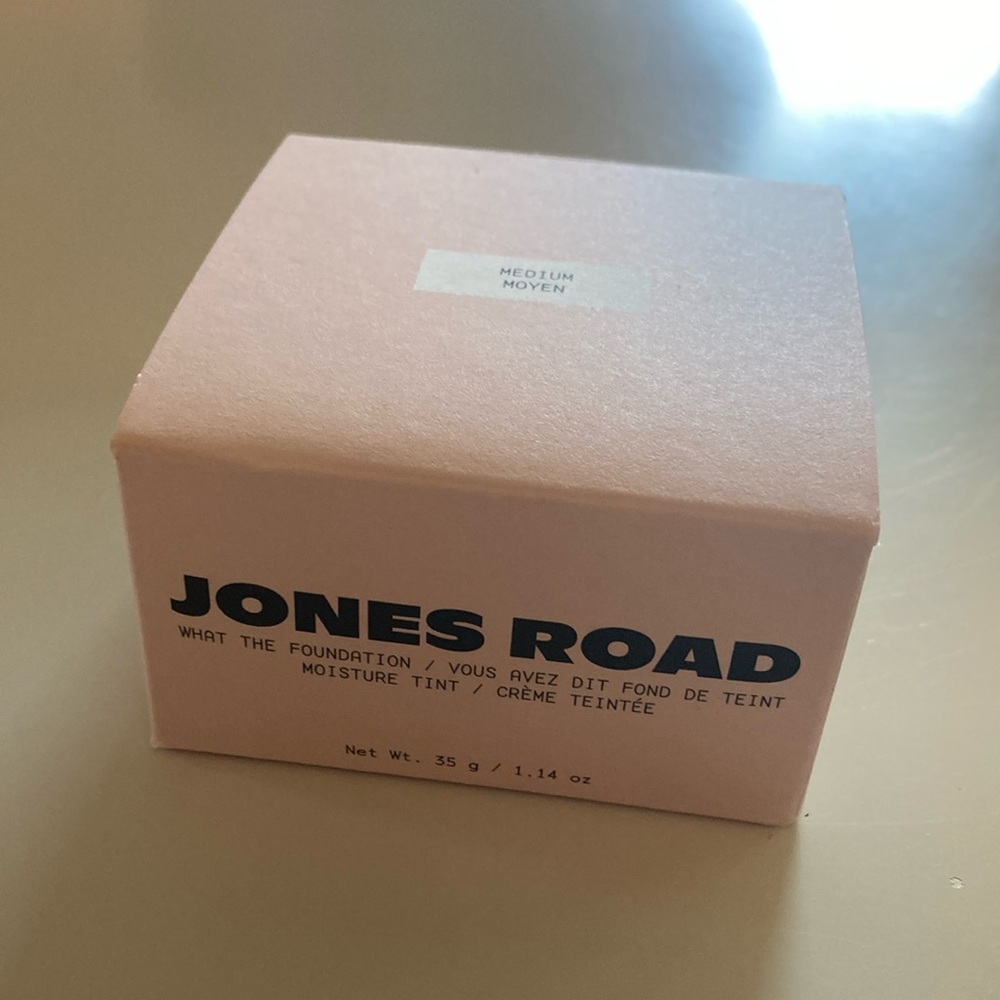 MEDIUM
MOYEN
JONES ROAD
WHAT THE FOUNDATION / VOUS AVEZ DIT FOND DE TEINT
MOISTURE TINT / CRÈME TEINTÉE
Net Wt. 35 g / 1.14 oz